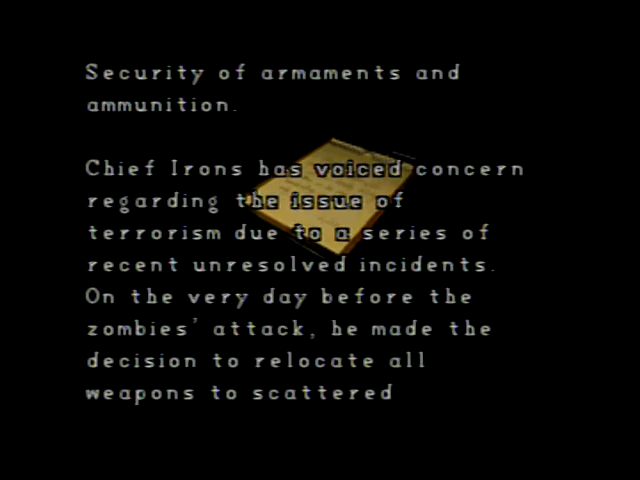 Security of armaments and
ammunition.
Chief Irons has voiced concern
regarding the issue of
terrorism due to a series of
recent unresolved incidents.
On the very day before the
zombies' attack, he made the
decision to relocate all
weapons to scattered